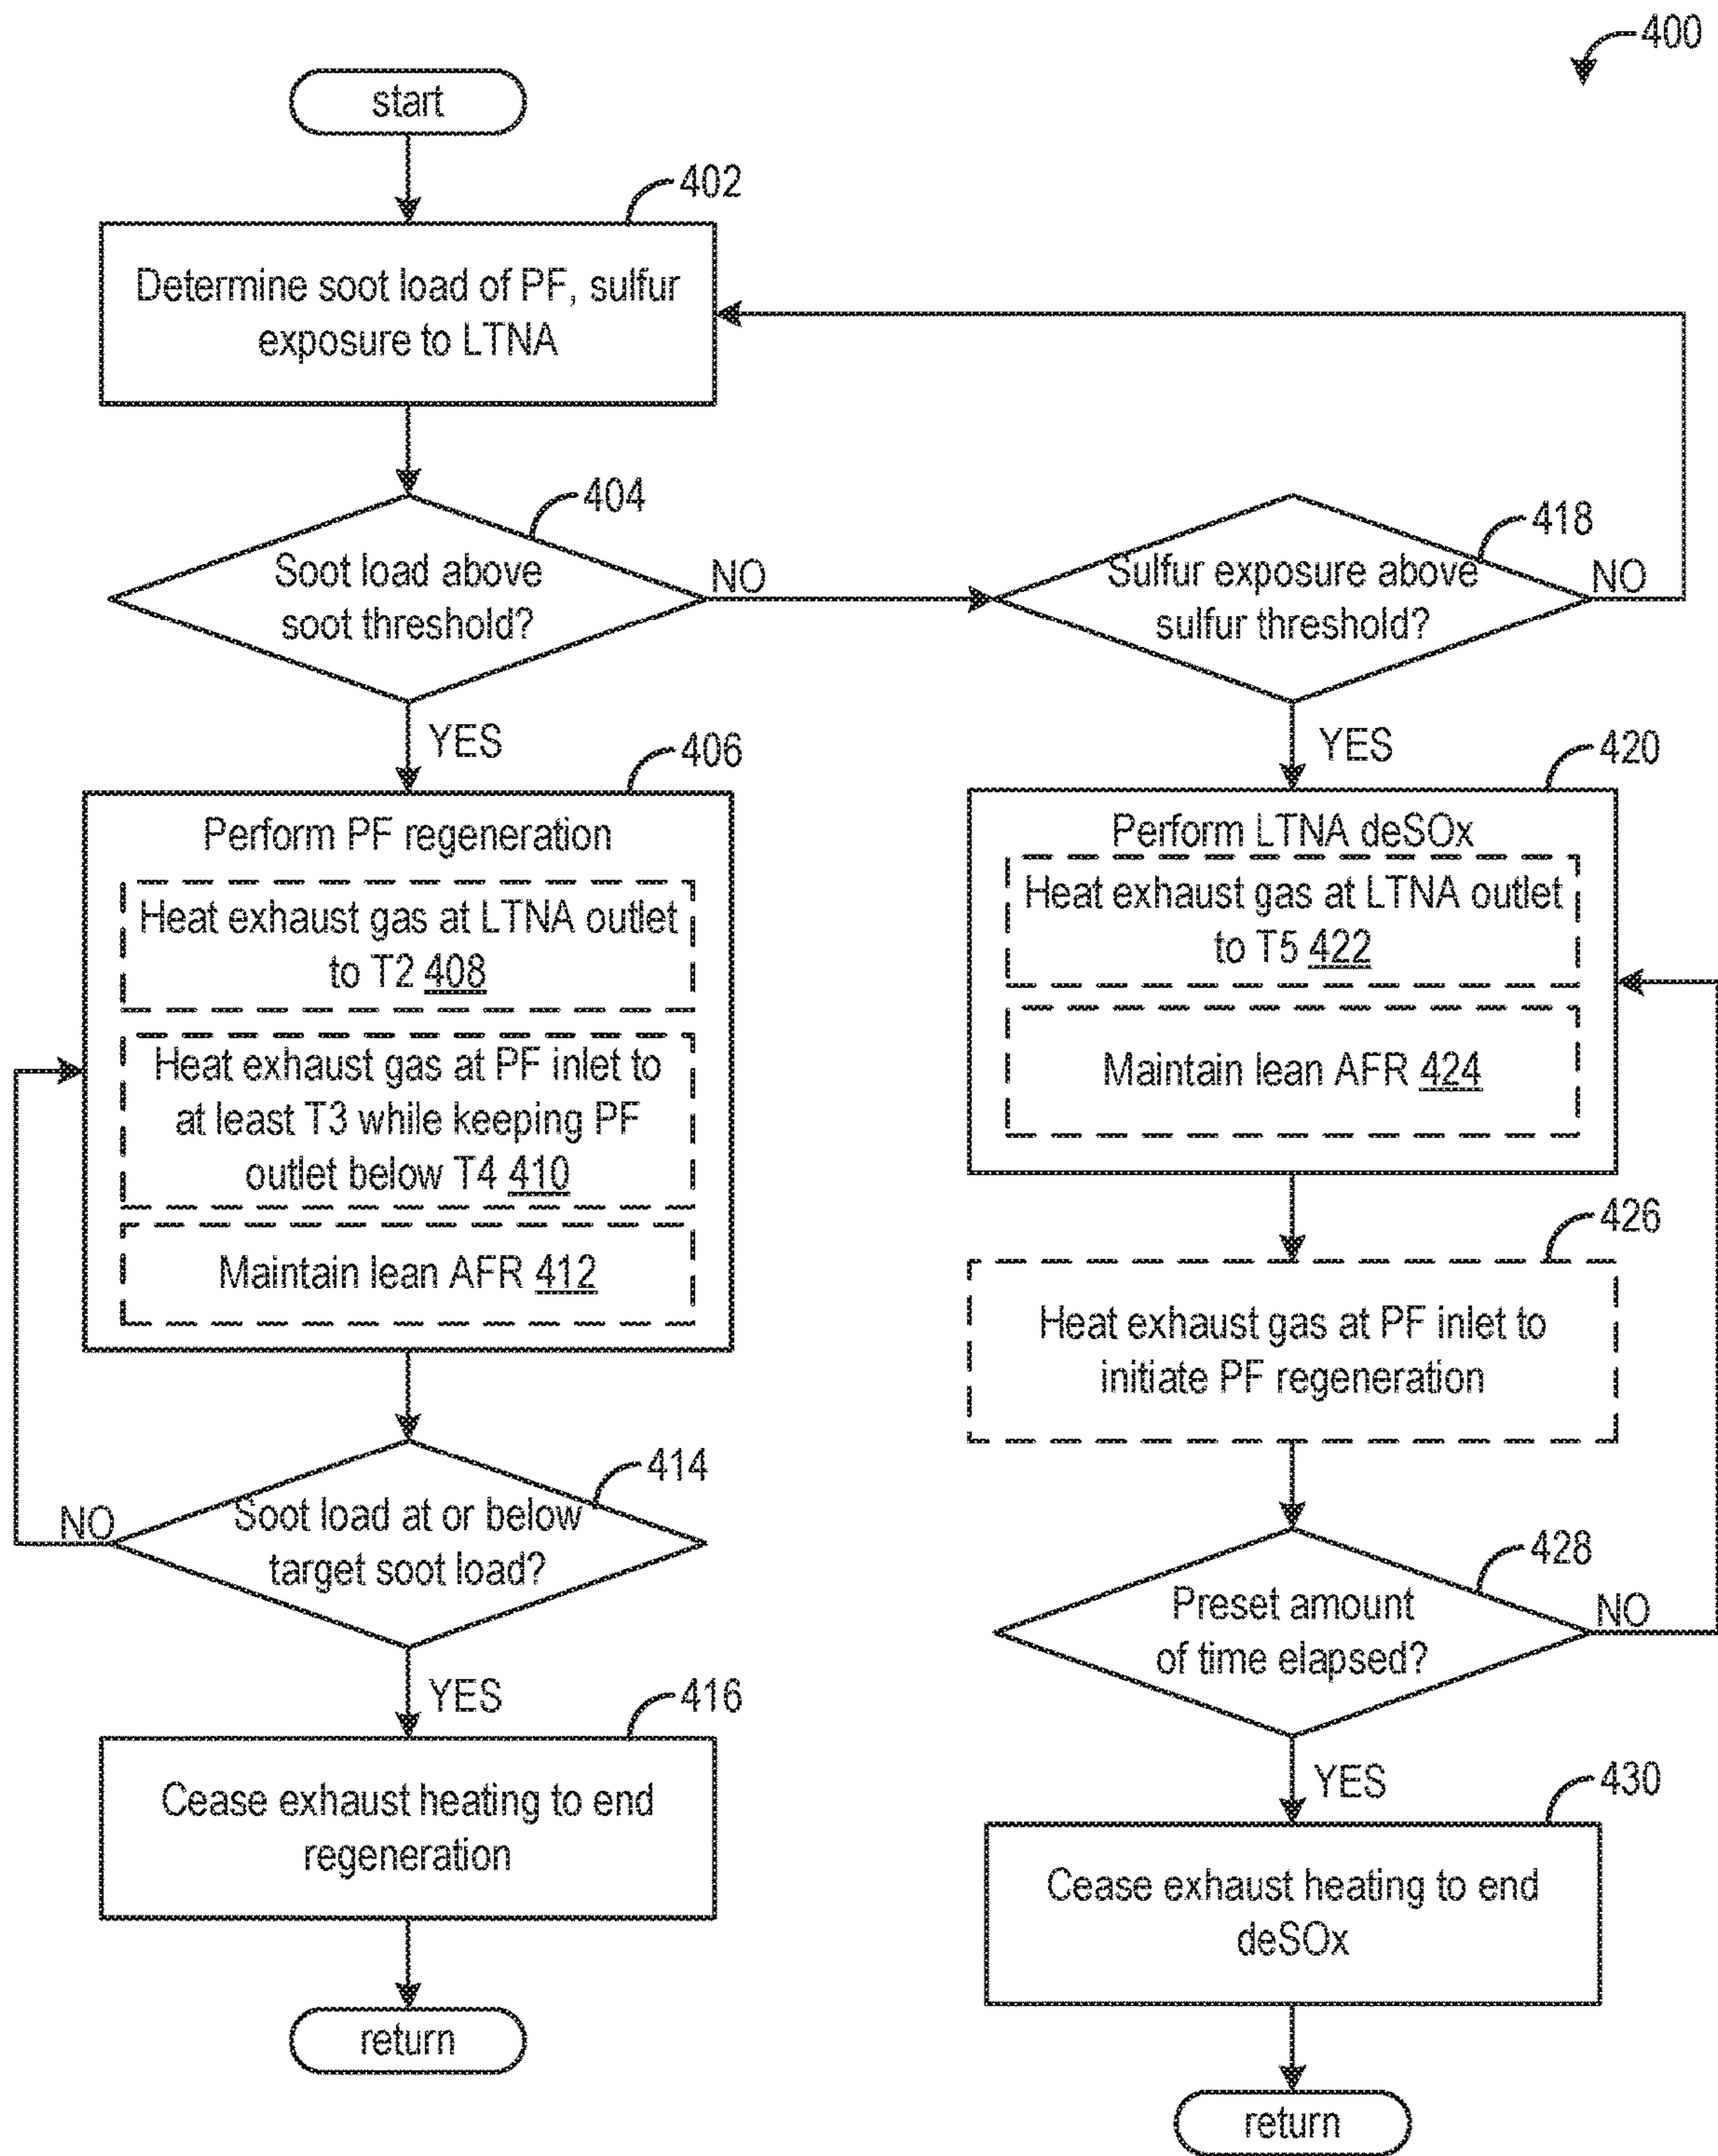 400
start
402
Determine soot load of PF, sulfur
exposure to LTNA
404
Soot load above
soot threshold?
NO
418
Sulfur exposure above
sulfur threshold?
NO
YES
406
Perform PF regeneration
Heat exhaust gas at LTNA outlet
to T2 408
Heat exhaust gas at PF inlet to
at least T3 while keeping PF
outlet below T4 410
Maintain lean AFR 412
414
Soot load at or below
target soot load?
NO
YES
416
Cease exhaust heating to end
regeneration
return
YES
420
Perform LTNA deSOx
Heat exhaust gas at LTNA outlet
to T5 422
Maintain lean AFR 424
426
Heat exhaust gas at PF inlet to
initiate PF regeneration
428
Preset amount
of time elapsed?
NO
YES
430
Cease exhaust heating to end
deSOx
return